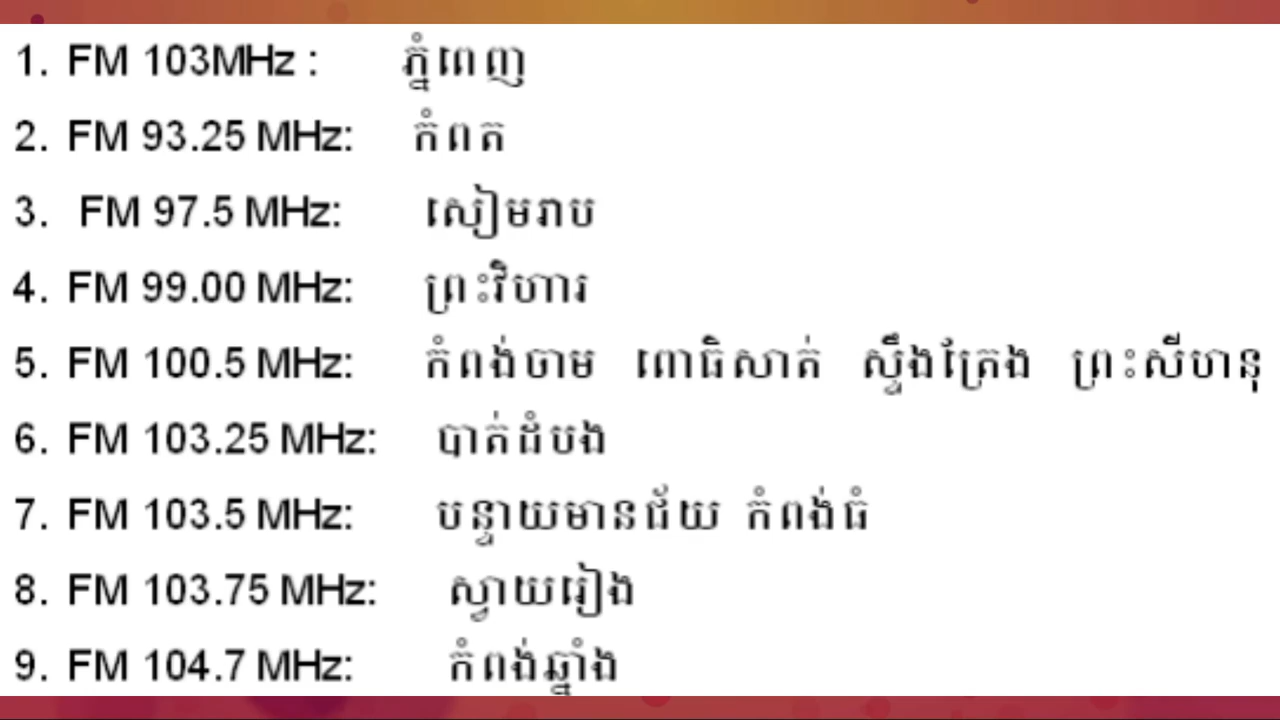 1. FM 103MHz : ភ្នំពេញ
2. FM 93.25 MHz: កំពត
3. FM 97.5 MHz: សៀមរាប
4. FM 99.00 MHz: ព្រះវិហារ
5. FM 100.5 MHz: កំពង់ចាម ពោធិសាត់ ស្ទឹងត្រែង ព្រះសីហនុ
6. FM 103.25 MHz: បាត់ដំបង
7. FM 103.5 MHz: បន្ទាយមានជ័យ កំពង់ធំ
8. FM 103.75 MHz: ស្វាយរៀង
9. FM 104.7 MHz: កំពង់ឆ្នាំង